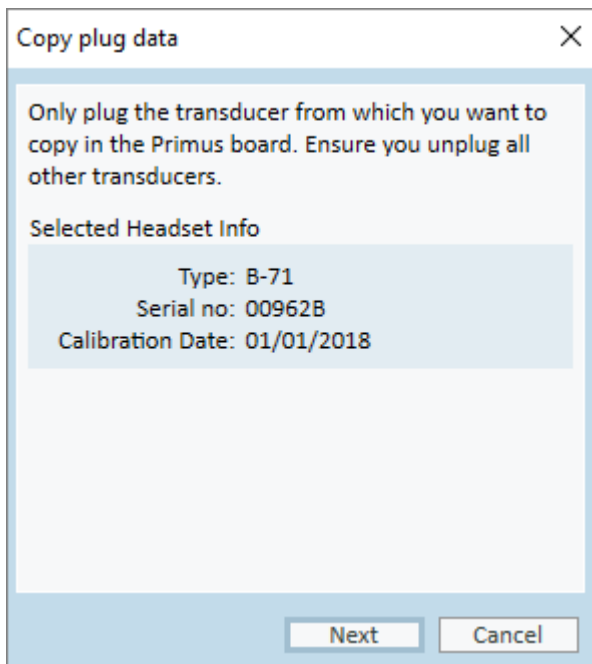 Copy plug data
Only plug the transducer from which you want to
copy in the Primus board. Ensure you unplug all
other transducers.
Selected Headset Info
Type: B-71
Serial no: 00962B
Calibration Date: 01/01/2018
Next
Cancel